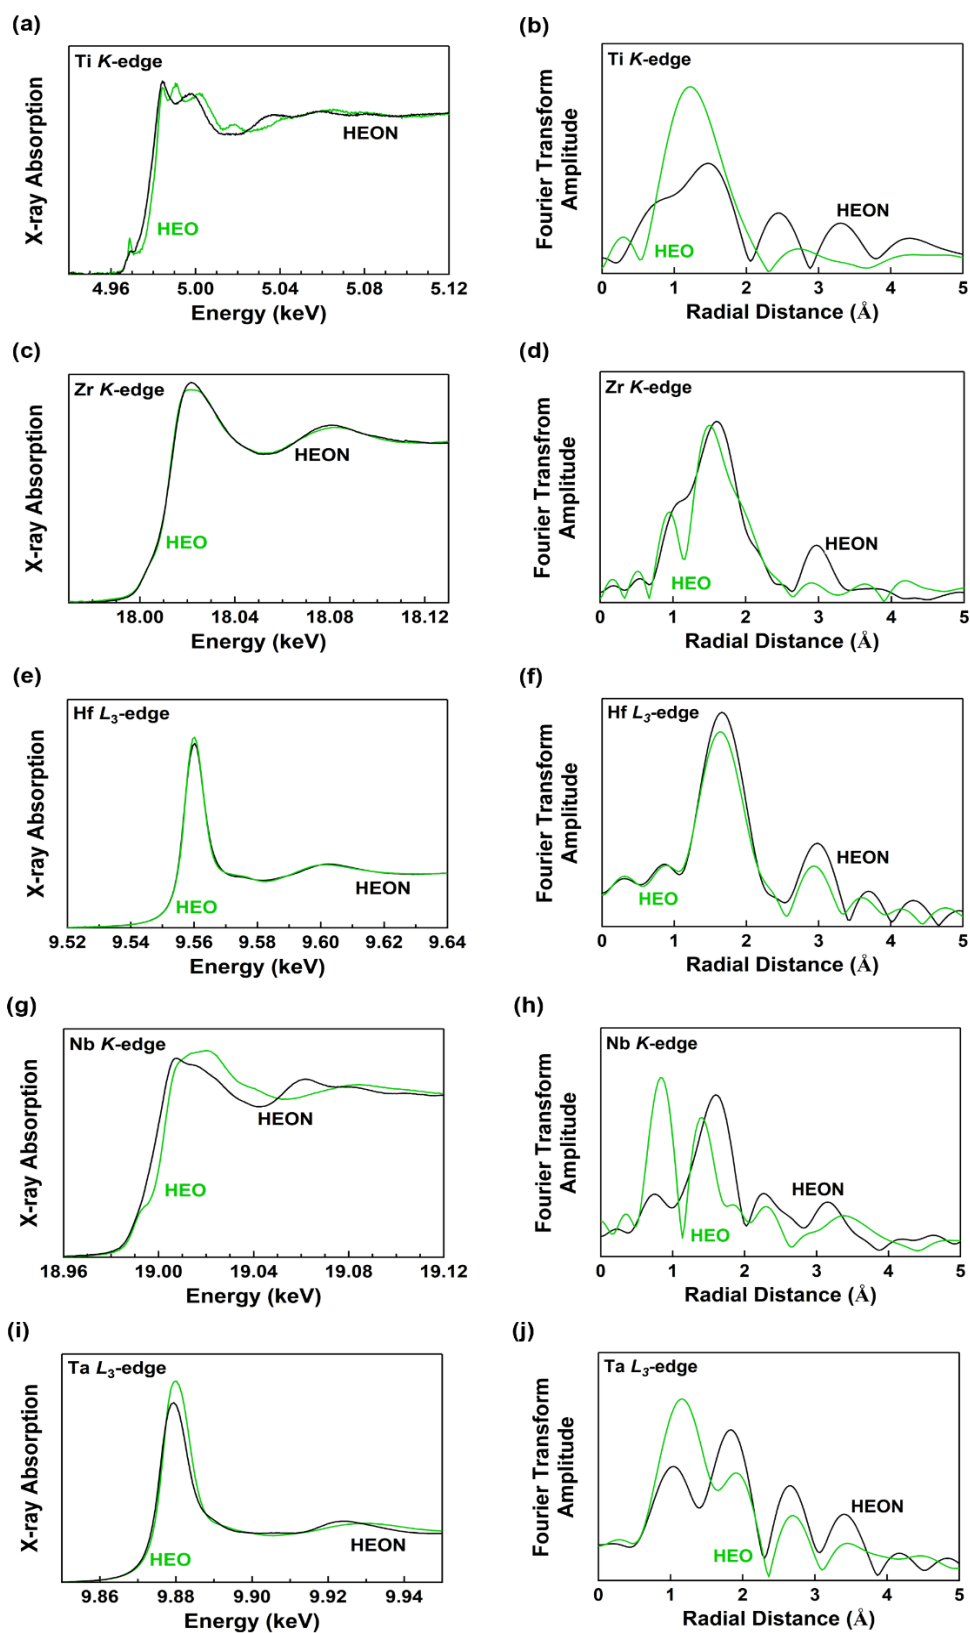 (a)
Ti K-edge
X-ray Absorption
HEO
HEON
4.96 5.00 5.04 5.08 5.12
Energy (keV)
(b)
Ti K-edge
Fourier Transform
Amplitude
HEO
HEON
0 1 2 3 4 5
Radial Distance (Å)
(c)
Zr K-edge
X-ray Absorption
HEO
HEON
18.00 18.04 18.08 18.12
Energy (keV)
(d)
Zr K-edge
Fourier Transfrom
Amplitude
HEO
HEON
0 1 2 3 4 5
Radial Distance (Å)
(e)
Hf L3-edge
X-ray Absorption
HEO
HEON
9.52 9.54 9.56 9.58 9.60 9.62 9.64
Energy (keV)
(f)
Hf L3-edge
Fourier Transform
Amplitude
HEO
HEON
0 1 2 3 4 5
Radial Distance (Å)
(g)
Nb K-edge
X-ray Absorption
HEO
HEON
18.96 19.00 19.04 19.08 19.12
Energy (keV)
(h)
Nb K-edge
Fourier Transform
Amplitude
HEO
HEON
0 1 2 3 4 5
Radial Distance (Å)
(i)
Ta L3-edge
X-ray Absorption
HEO
HEON
9.86 9.88 9.90 9.92 9.94
Energy (keV)
(j)
Ta L3-edge
Fourier Transform
Amplitude
HEO
HEON
0 1 2 3 4 5
Radial Distance (Å)